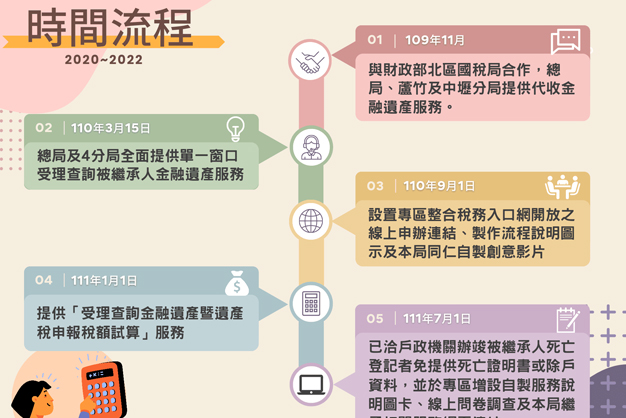 時間流程
2020~2022
01 109年11月
與財政部北區國稅局合作，總
局、蘆竹及中壢分局提供代收金
融遺產服務。
02 110年3月15日
總局及4分局全面提供單一窗口
受理查詢被繼承人金融遺產服務
03 110年9月1日
設置專區整合稅務入口網開放之
線上申辦連結、製作流程說明圖
示及本局同仁自製創意影片
04 111年1月1日
提供「受理查詢金融遺產暨遺產
稅申報稅額試算」服務
05 111年7月1日
已洽戶政機關辦竣被繼承人死亡
登記者免提供死亡證明書或除戶
資料，並於專區增設自製服務說
明圖卡、線上問卷調查及本局繼